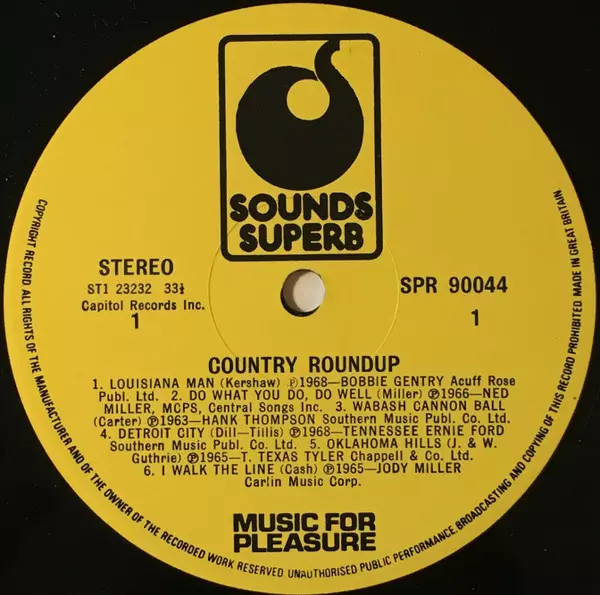 SOUNDS
SUPERB
STEREO
ST1 23232 33⅓
Capitol Records Inc.
1
SPR 90044
1
COUNTRY ROUNDUP
1. LOUISIANA MAN (Kershaw) ℗1968—BOBBIE GENTRY Acuff Rose
Publ. Ltd. 2. DO WHAT YOU DO, DO WELL (Miller) ℗1966—NED
MILLER, MCPS, Central Songs Inc. 3. WABASH CANNON BALL
(Carter) ℗1963—HANK THOMPSON Southern Music Publ. Co. Ltd.
4. DETROIT CITY (Dill—Tillis) ℗1968—TENNESSEE ERNIE FORD
Southern Music Publ. Co. Ltd. 5. OKLAHOMA HILLS (J. & W.
Guthrie) ℗1965—T. TEXAS TYLER Chappell & Co. Ltd.
6. I WALK THE LINE (Cash) ℗1965—JODY MILLER
Carlin Music Corp.
MUSIC FOR
PLEASURE
COPYRIGHT RECORD. ALL RIGHTS OF THE MANUFACTURER AND OF THE OWNER OF THE RECORDED WORK RESERVED UNAUTHORISED PUBLIC PERFORMANCE, BROADCASTING AND COPYING OF THIS RECORD PROHIBITED. MADE IN GREAT BRITAIN.